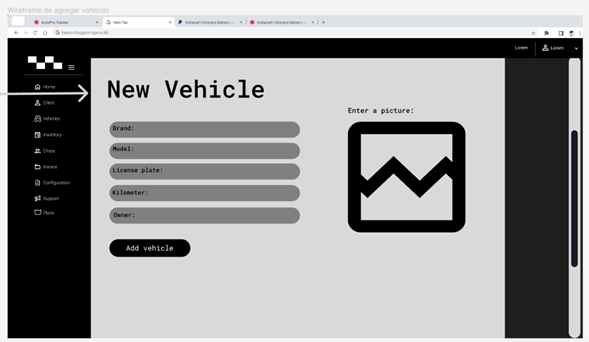 Wireframe de agregar vehiculo
AutoPro Tracker
New Tab
Instacart | Grocery Delivery
Instacart | Grocery Delivery
Search Google or type a URL
Lorem
Lorem
Home
Client
Vehicles
Inventory
Chats
Invoice
Configuration
Support
Plans
New Vehicle
Brand:
Model:
License plate:
Kilometer:
Owner:
Add vehicle
Enter a picture: